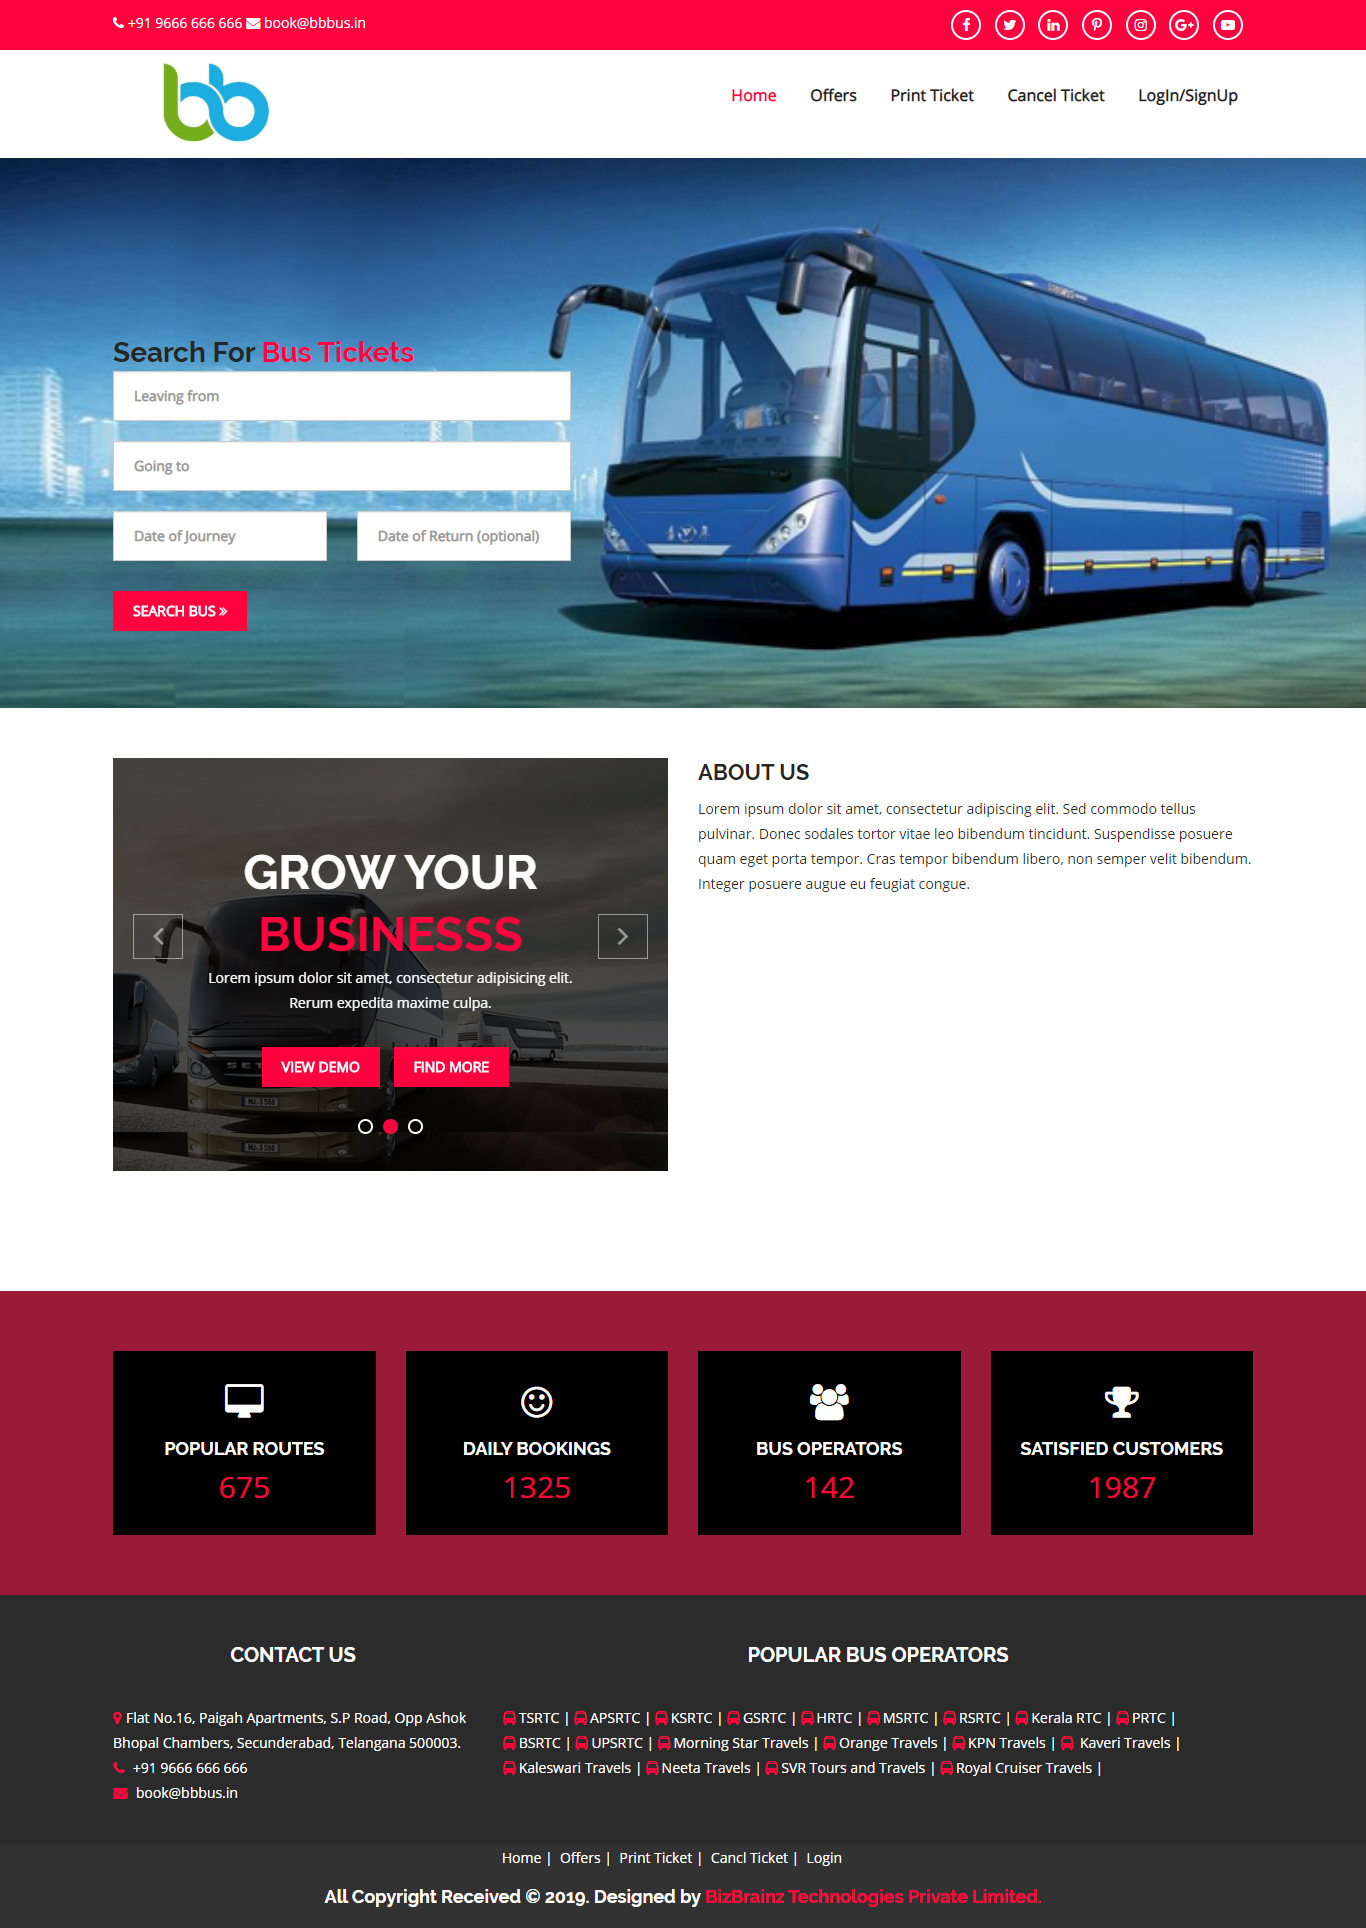 +91 9666 666 666 book@bbbus.in
bb
Home Offers Print Ticket Cancel Ticket LogIn/SignUp
Search For Bus Tickets
Leaving from
Going to
Date of Journey Date of Return (optional)
SEARCH BUS »
GROW YOUR
BUSINESSS
Lorem ipsum dolor sit amet, consectetur adipisicing elit.
Rerum expedita maxime culpa.
VIEW DEMO FIND MORE
ABOUT US
Lorem ipsum dolor sit amet, consectetur adipiscing elit. Sed commodo tellus
pulvinar. Donec sodales tortor vitae leo bibendum tincidunt. Suspendisse posuere
quam eget porta tempor. Cras tempor bibendum libero, non semper velit bibendum.
Integer posuere augue eu feugiat congue.
POPULAR ROUTES
675
DAILY BOOKINGS
1325
BUS OPERATORS
142
SATISFIED CUSTOMERS
1987
CONTACT US
Flat No.16, Paigah Apartments, S.P Road, Opp Ashok
Bhopal Chambers, Secunderabad, Telangana 500003.
+91 9666 666 666
book@bbbus.in
POPULAR BUS OPERATORS
TSRTC | APSRTC | KSRTC | GSRTC | HRTC | MSRTC | RSRTC | Kerala RTC | PRTC |
BSRTC | UPSRTC | Morning Star Travels | Orange Travels | KPN Travels | Kaveri Travels |
Kaleswari Travels | Neeta Travels | SVR Tours and Travels | Royal Cruiser Travels |
Home | Offers | Print Ticket | Cancl Ticket | Login
All Copyright Received © 2019. Designed by BizBrainz Technologies Private Limited.